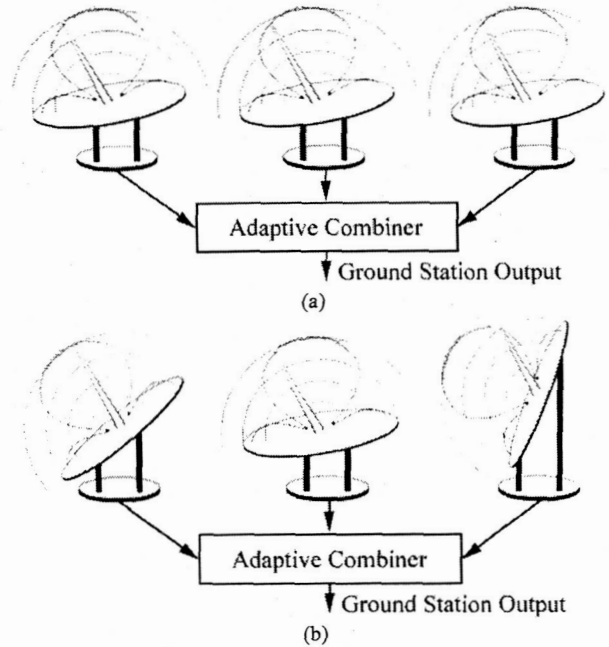 Adaptive Combiner
Ground Station Output
(a)
Adaptive Combiner
Ground Station Output
(b)